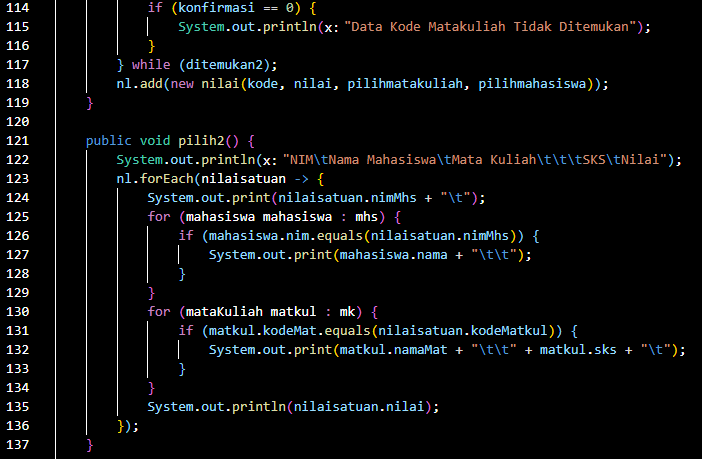 114 if (konfirmasi == 0) {
115 System.out.println(x: "Data Kode Matakuliah Tidak Ditemukan");
116 }
117 } while (ditemukan2);
118 nl.add(new nilai(kode, nilai, pilihmatakuliah, pilihmahasiswa));
119 }
120
121 public void pilih2() {
122 System.out.println(x: "NIM\tNama Mahasiswa\tMata Kuliah\t\t\tSKS\tNilai");
123 nl.forEach(nilaisatuan -> {
124 System.out.print(nilaisatuan.nimMhs + "\t");
125 for (mahasiswa mahasiswa : mhs) {
126 if (mahasiswa.nim.equals(nilaisatuan.nimMhs)) {
127 System.out.print(mahasiswa.nama + "\t\t");
128 }
129 }
130 for (mataKuliah matkul : mk) {
131 if (matkul.kodeMat.equals(nilaisatuan.kodeMatkul)) {
132 System.out.print(matkul.namaMat + "\t\t" + matkul.sks + "\t");
133 }
134 }
135 System.out.println(nilaisatuan.nilai);
136 });
137 }